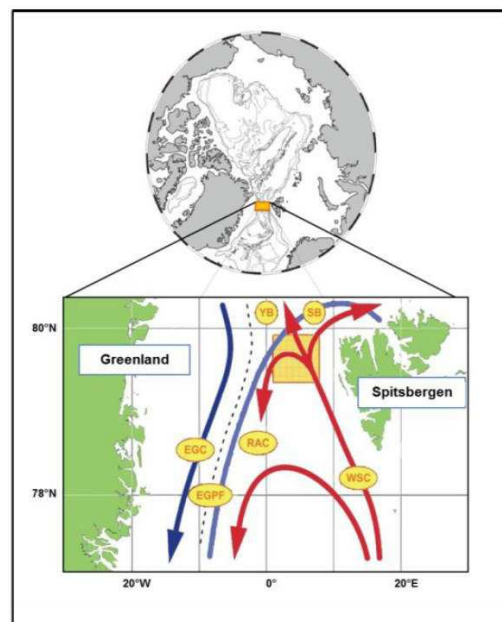 80°N
YB
SB
Greenland
Spitsbergen
EGC
RAC
WSC
EGPF
78°N
20°W
0°
20°E